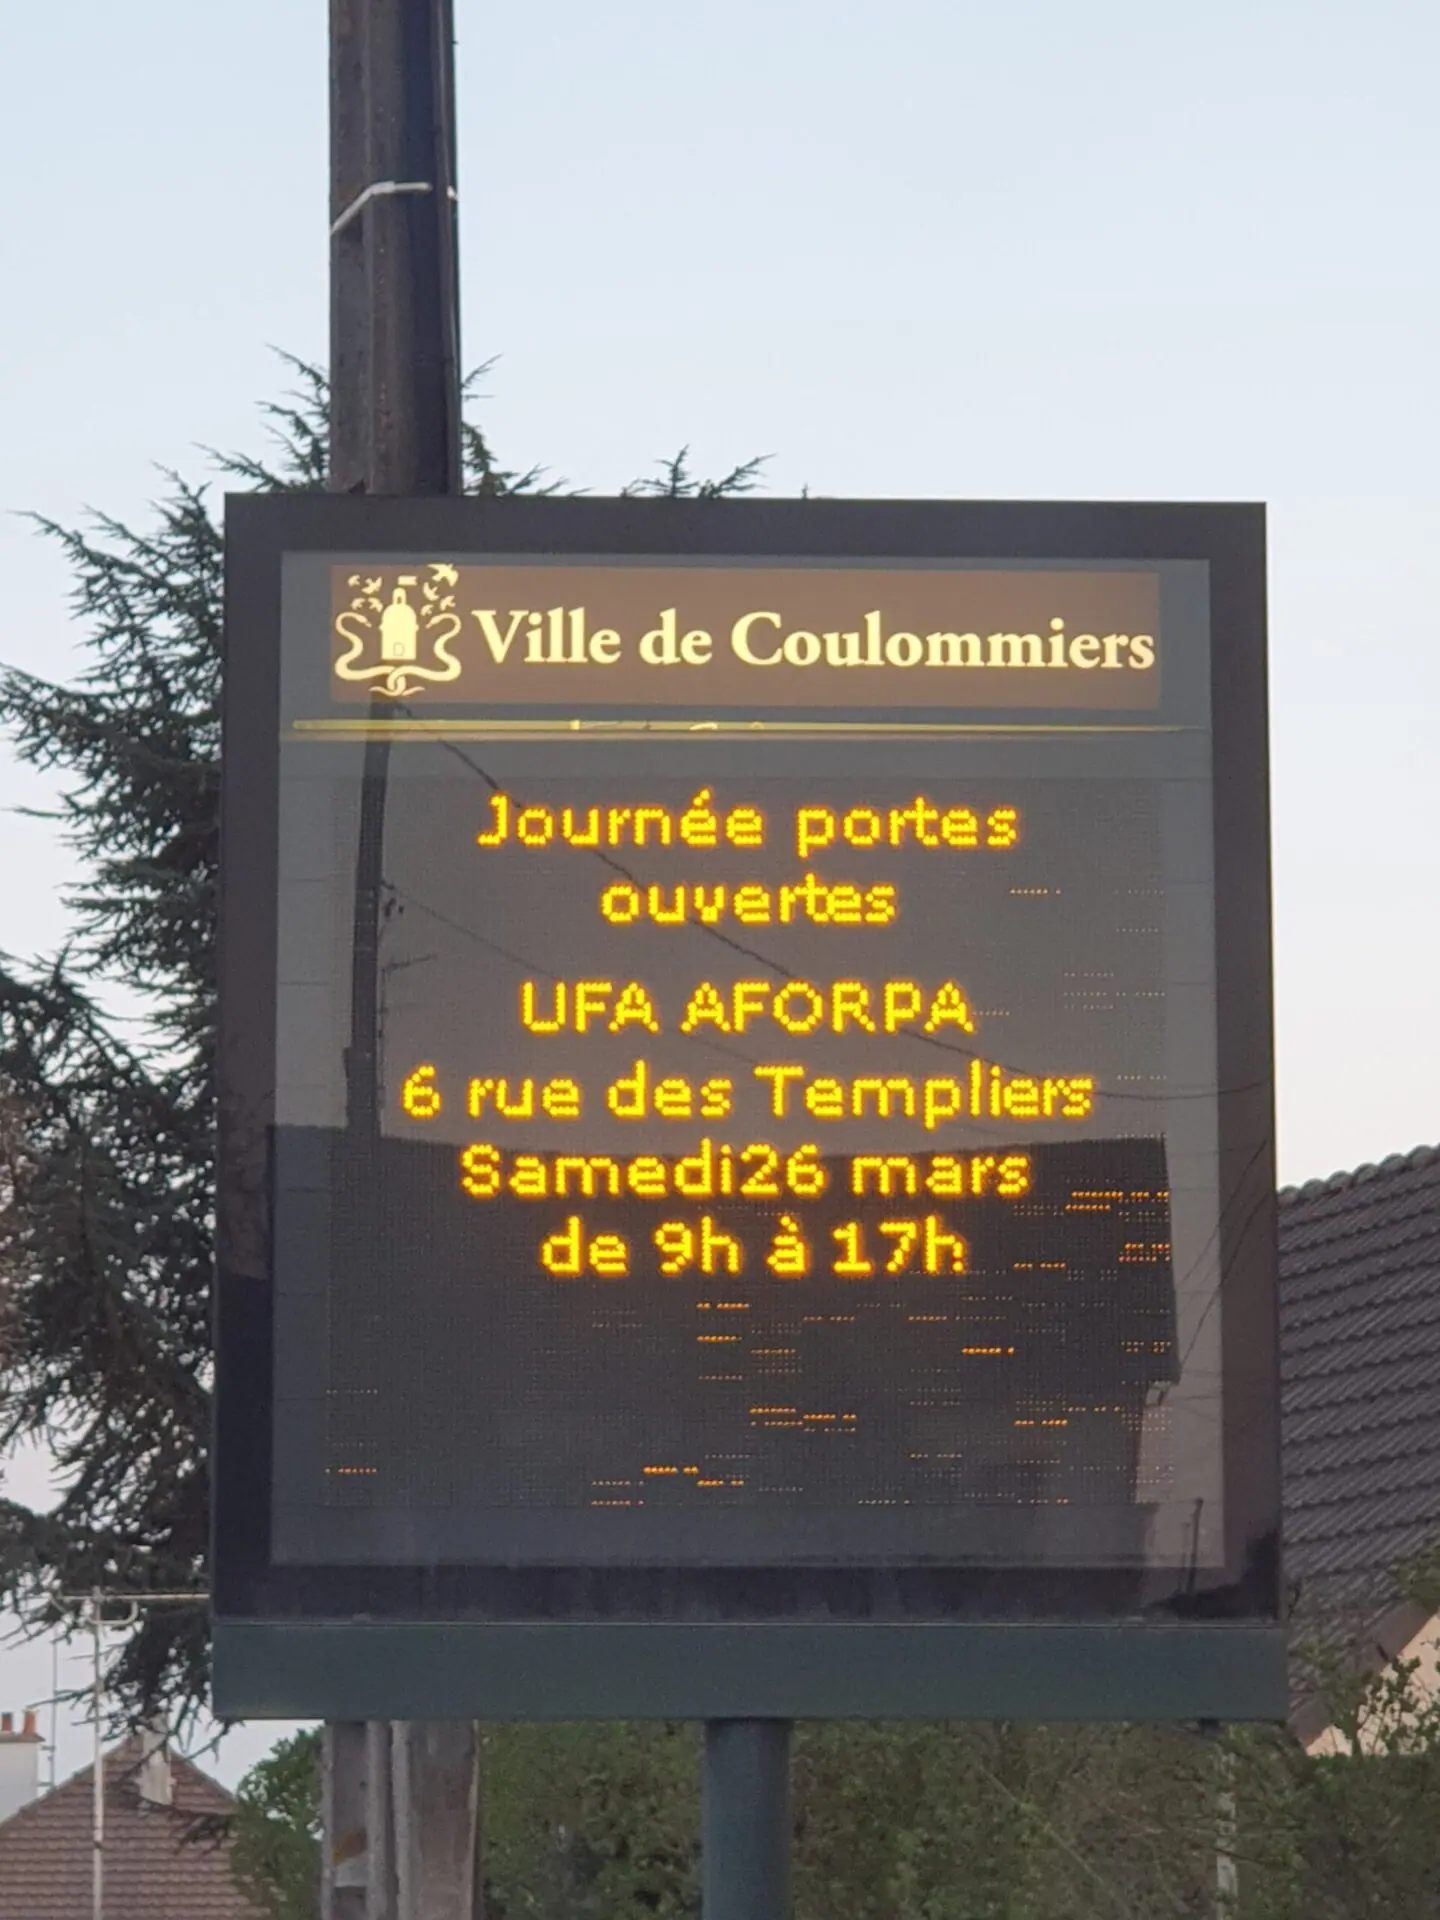 Ville de Coulommiers
Journée portes
ouvertes
UFA AFORPA
6 rue des Templiers
Samedi26 mars
de 9h à 17h